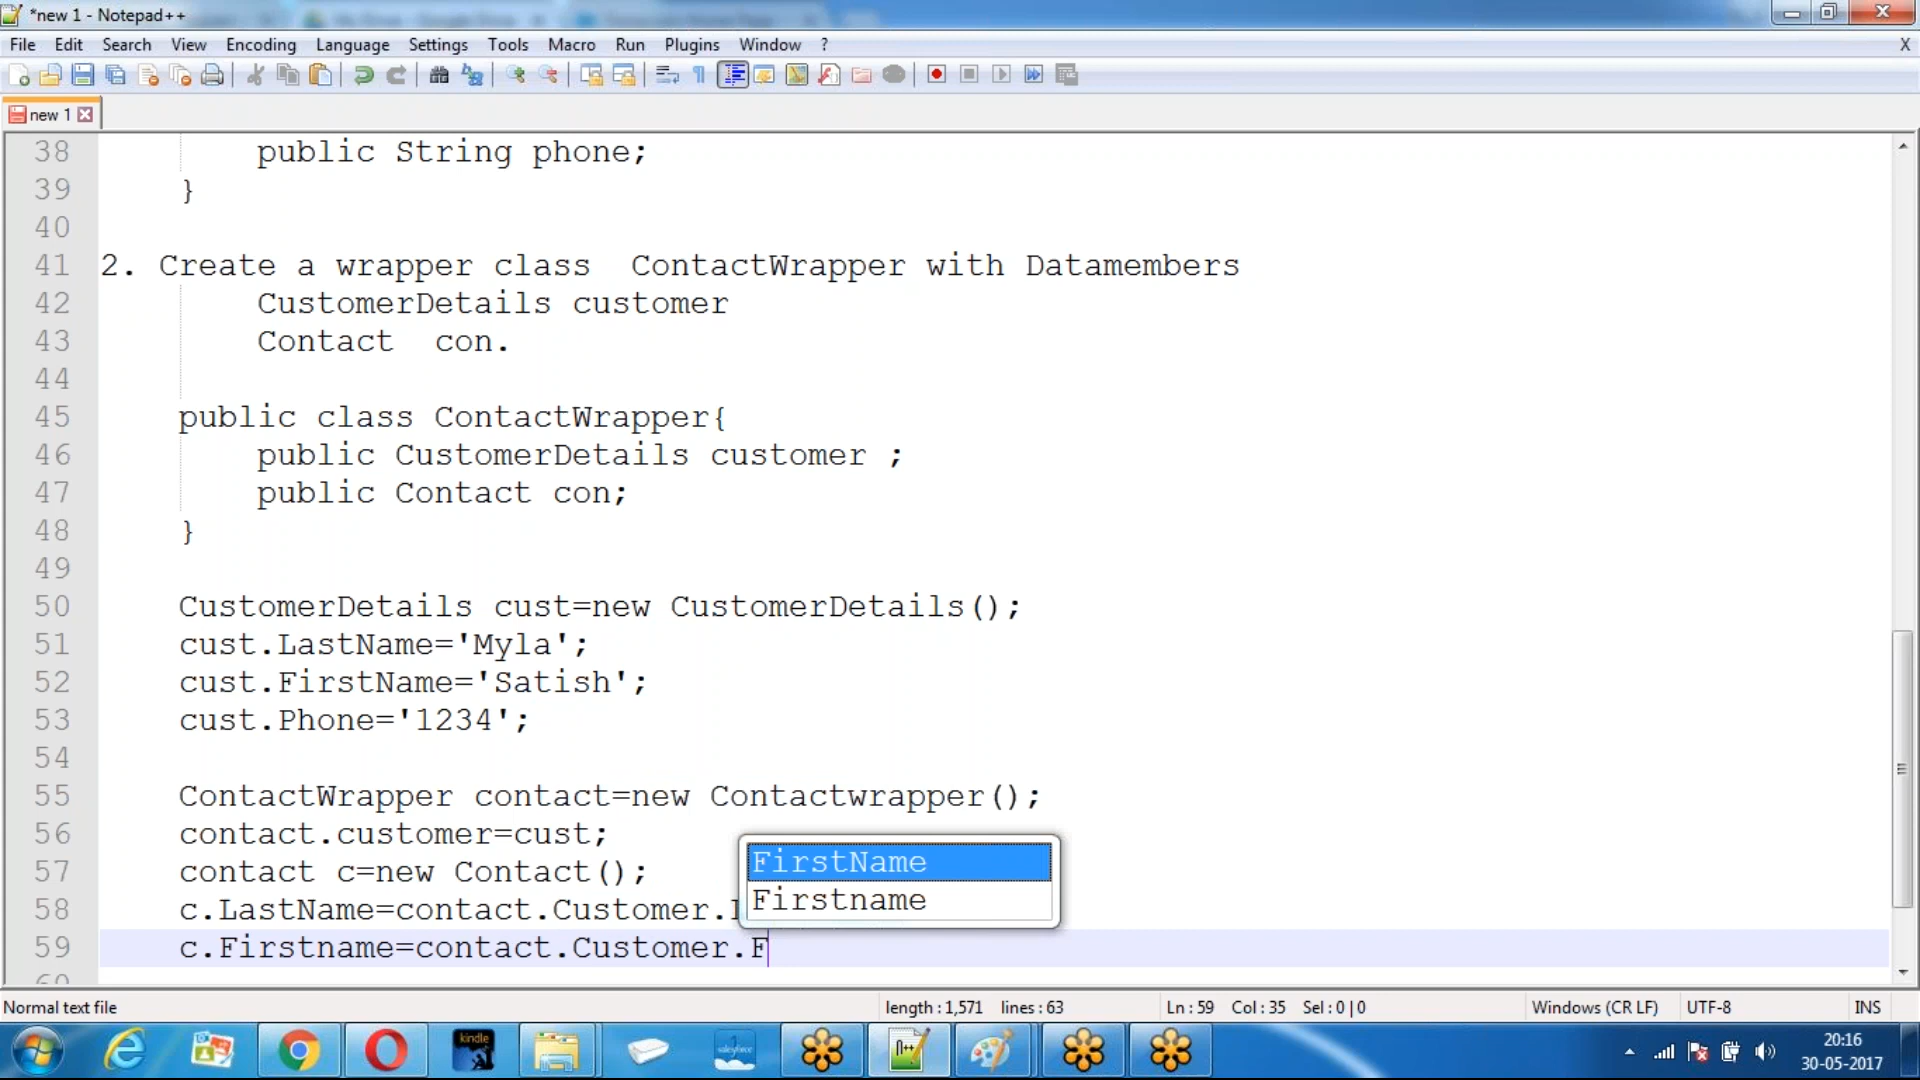 *new 1 - Notepad++
File Edit Search View Encoding Language Settings Tools Macro Run Plugins Window ? X
new 1
38 public String phone;
39 }
40
41 2. Create a wrapper class  ContactWrapper with Datamembers
42 CustomerDetails customer
43 Contact  con.
44
45 public class ContactWrapper{
46 public CustomerDetails customer ;
47 public Contact con;
48 }
49
50 CustomerDetails cust=new CustomerDetails();
51 cust.LastName='Myla';
52 cust.FirstName='Satish';
53 cust.Phone='1234';
54
55 ContactWrapper contact=new Contactwrapper();
56 contact.customer=cust;
57 contact c=new Contact();
FirstName
Firstname
58 c.LastName=contact.Customer.
59 c.Firstname=contact.Customer.F
60
Normal text file length : 1,571 lines : 63 Ln : 59 Col : 35 Sel : 0 | 0 Windows (CR LF) UTF-8 INS
kindle
salesforce
20:16
30-05-2017